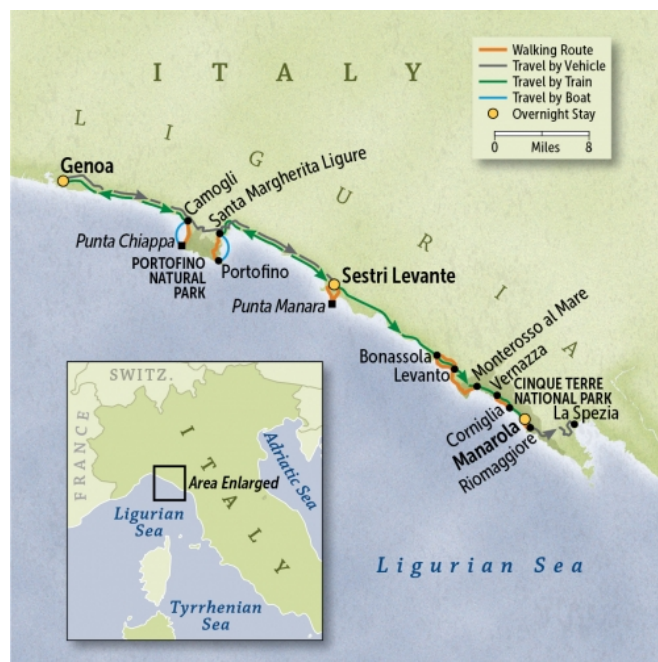 ITALY
LIGURIA
Walking Route
Travel by Vehicle
Travel by Train
Travel by Boat
Overnight Stay
0 Miles 8
Genoa
Camogli
Santa Margherita Ligure
Punta Chiappa
PORTOFINO
NATURAL
PARK
Portofino
Sestri Levante
Punta Manara
Bonassola
Levanto
Monterosso al Mare
Vernazza
CINQUE TERRE
NATIONAL PARK
La Spezia
Corniglia
Manarola
Riomaggiore
Ligurian Sea
SWITZ.
FRANCE
ITALY
Adriatic Sea
Area Enlarged
Ligurian
Sea
Tyrrhenian
Sea